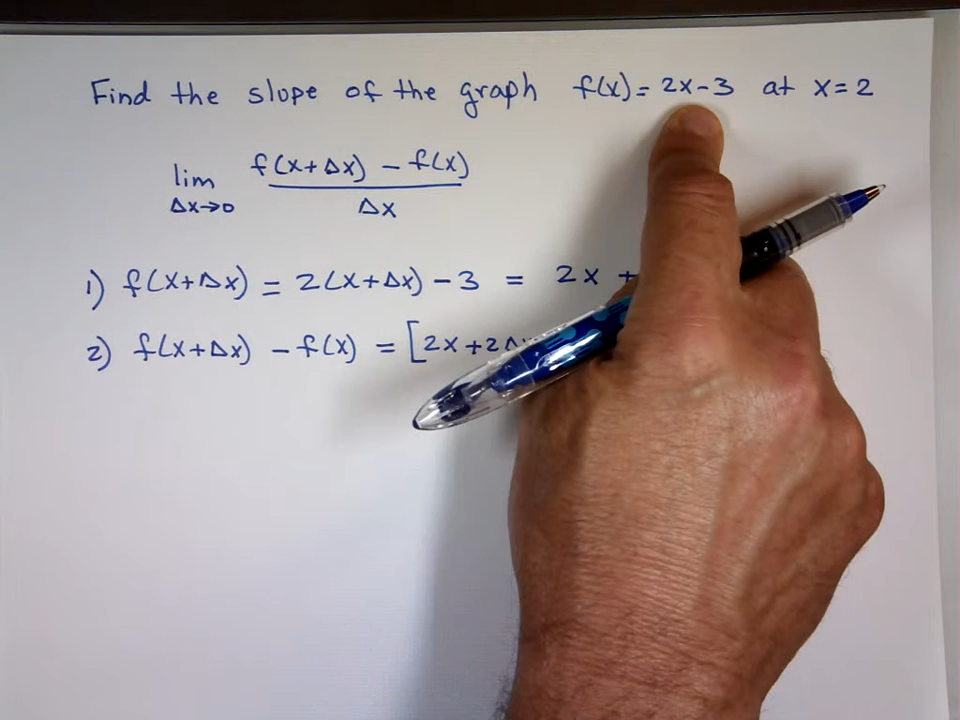 Find the slope of the graph f(x) = 2x-3 at x=2
lim Δx→0 f(x+Δx) - f(x) / Δx
1) f(x+Δx) = 2(x+Δx) - 3 = 2x +
2) f(x+Δx) - f(x) = [2x+2Δ